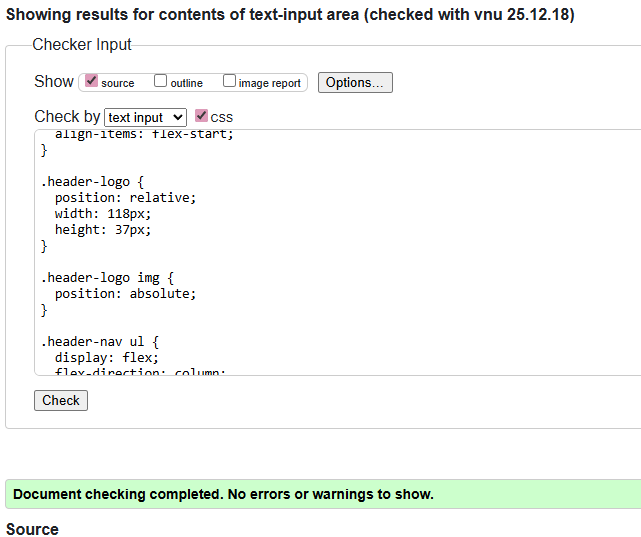 Showing results for contents of text-input area (checked with vnu 25.12.18)
Checker Input
Show source outline image report Options...
Check by text input css
align-items: flex-start;
}
.header-logo {
position: relative;
width: 118px;
height: 37px;
}
.header-logo img {
position: absolute;
}
.header-nav ul {
display: flex;
flex-direction: column;
Check
Document checking completed. No errors or warnings to show.
Source